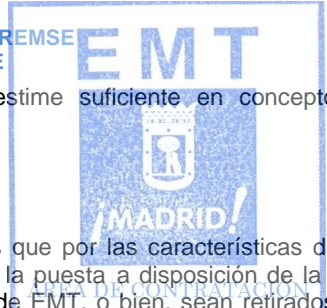 REMSE
E
EMT
estime suficiente en concepto
¡MADRID!
s que por las características d
la puesta a disposición de la
ÁREA DE CONTRATACIÓN
de EMT, o bien, sean retirados